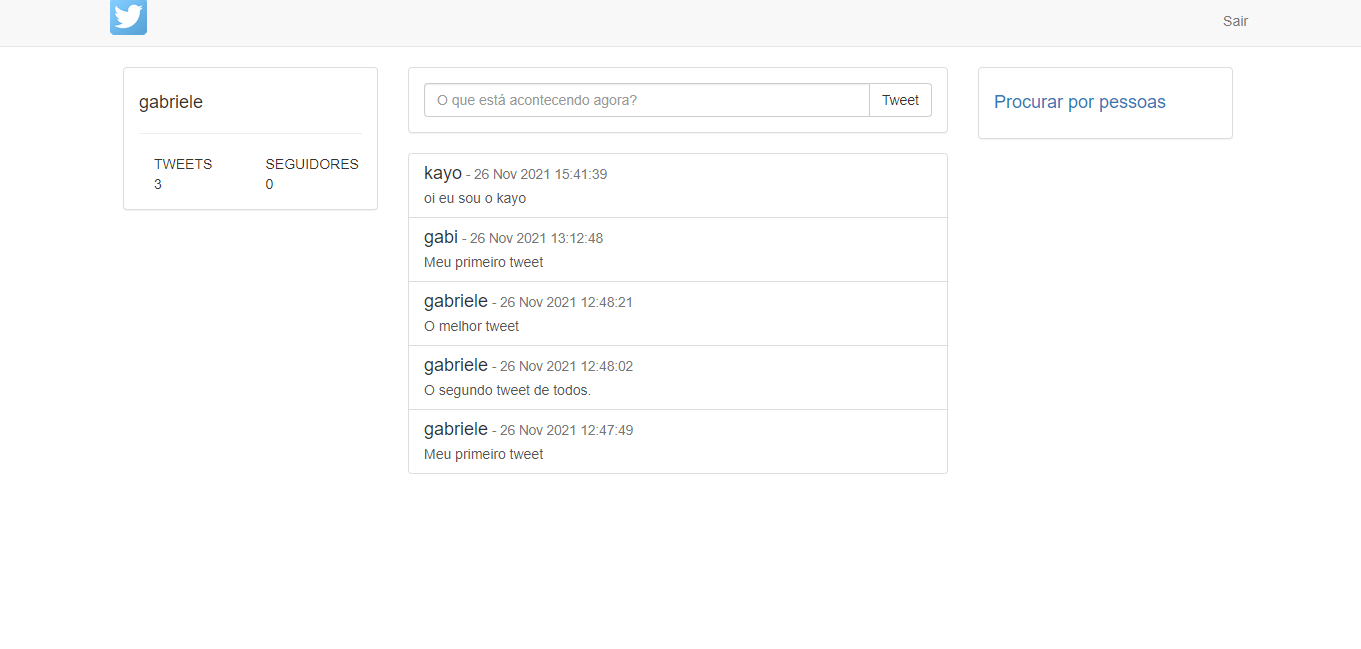 Sair
gabriele
TWEETS SEGUIDORES
3 0
O que está acontecendo agora? Tweet
kayo - 26 Nov 2021 15:41:39
oi eu sou o kayo
gabi - 26 Nov 2021 13:12:48
Meu primeiro tweet
gabriele - 26 Nov 2021 12:48:21
O melhor tweet
gabriele - 26 Nov 2021 12:48:02
O segundo tweet de todos.
gabriele - 26 Nov 2021 12:47:49
Meu primeiro tweet
Procurar por pessoas